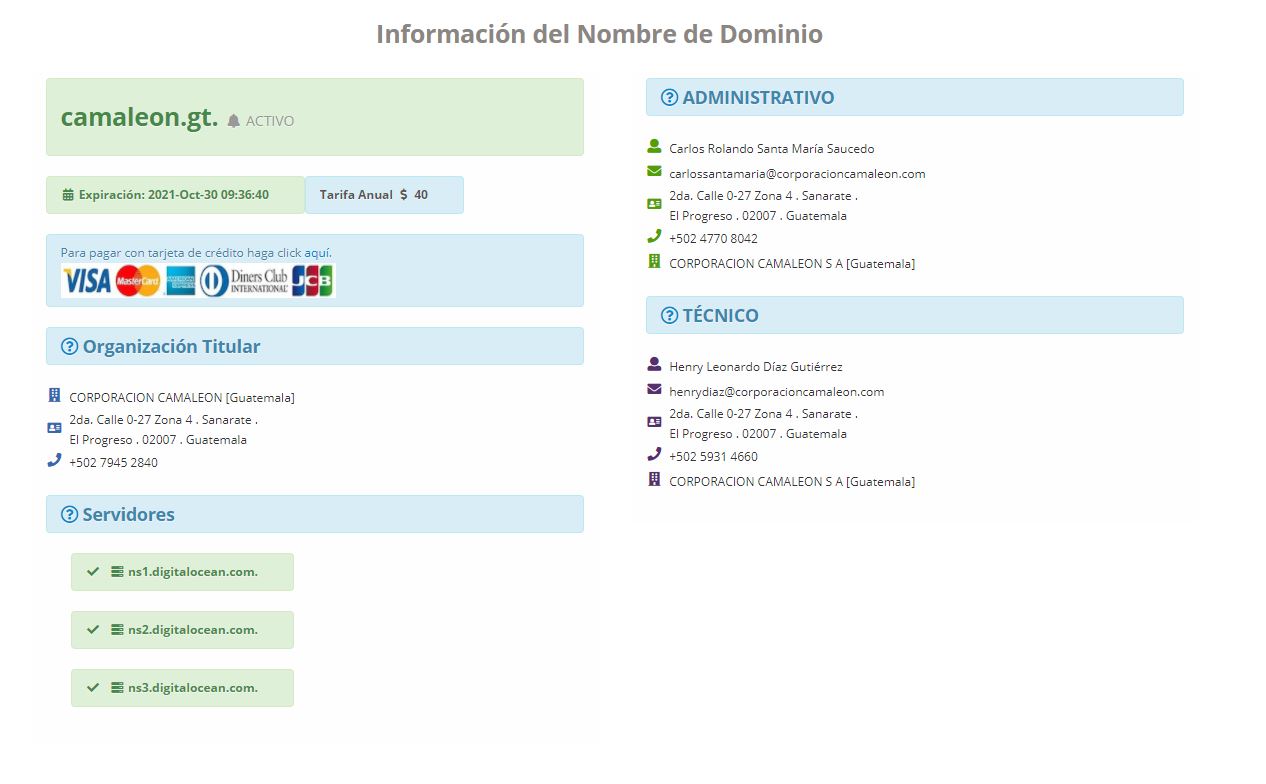 Información del Nombre de Dominio
camaleon.gt. ACTIVO
Expiración: 2021-Oct-30 09:36:40
Tarifa Anual $ 40
Para pagar con tarjeta de crédito haga click aquí.
VISA MasterCard AMERICAN EXPRESS Diners Club INTERNATIONAL JCB
Organización Titular
CORPORACION CAMALEON [Guatemala]
2da. Calle 0-27 Zona 4 . Sanarate .
El Progreso . 02007 . Guatemala
+502 7945 2840
Servidores
ns1.digitalocean.com.
ns2.digitalocean.com.
ns3.digitalocean.com.
ADMINISTRATIVO
Carlos Rolando Santa María Saucedo
carlossantamaria@corporacioncamaleon.com
2da. Calle 0-27 Zona 4 . Sanarate .
El Progreso . 02007 . Guatemala
+502 4770 8042
CORPORACION CAMALEON S A [Guatemala]
TÉCNICO
Henry Leonardo Díaz Gutiérrez
henrydiaz@corporacioncamaleon.com
2da. Calle 0-27 Zona 4 . Sanarate .
El Progreso . 02007 . Guatemala
+502 5931 4660
CORPORACION CAMALEON S A [Guatemala]